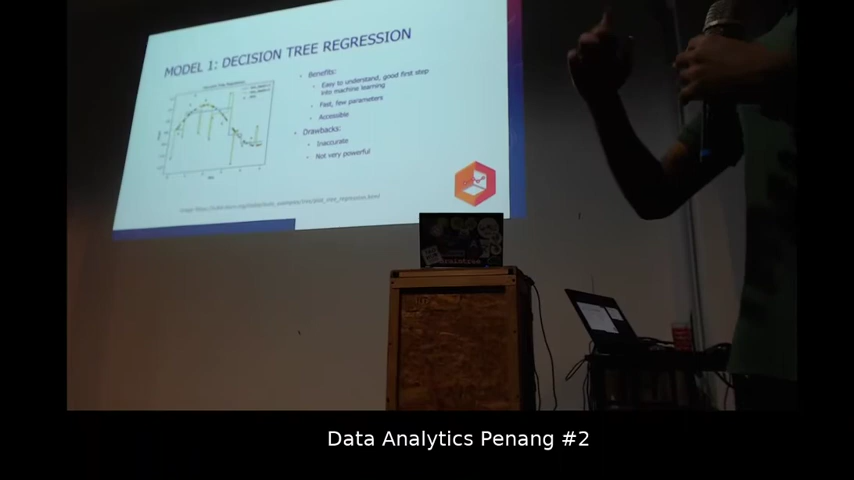 MODEL 1: DECISION TREE REGRESSION
Benefits:
Easy to understand, good first step
into machine learning
Fast, few parameters
Accessible
Drawbacks:
Inaccurate
Not very powerful
Data Analytics Penang #2